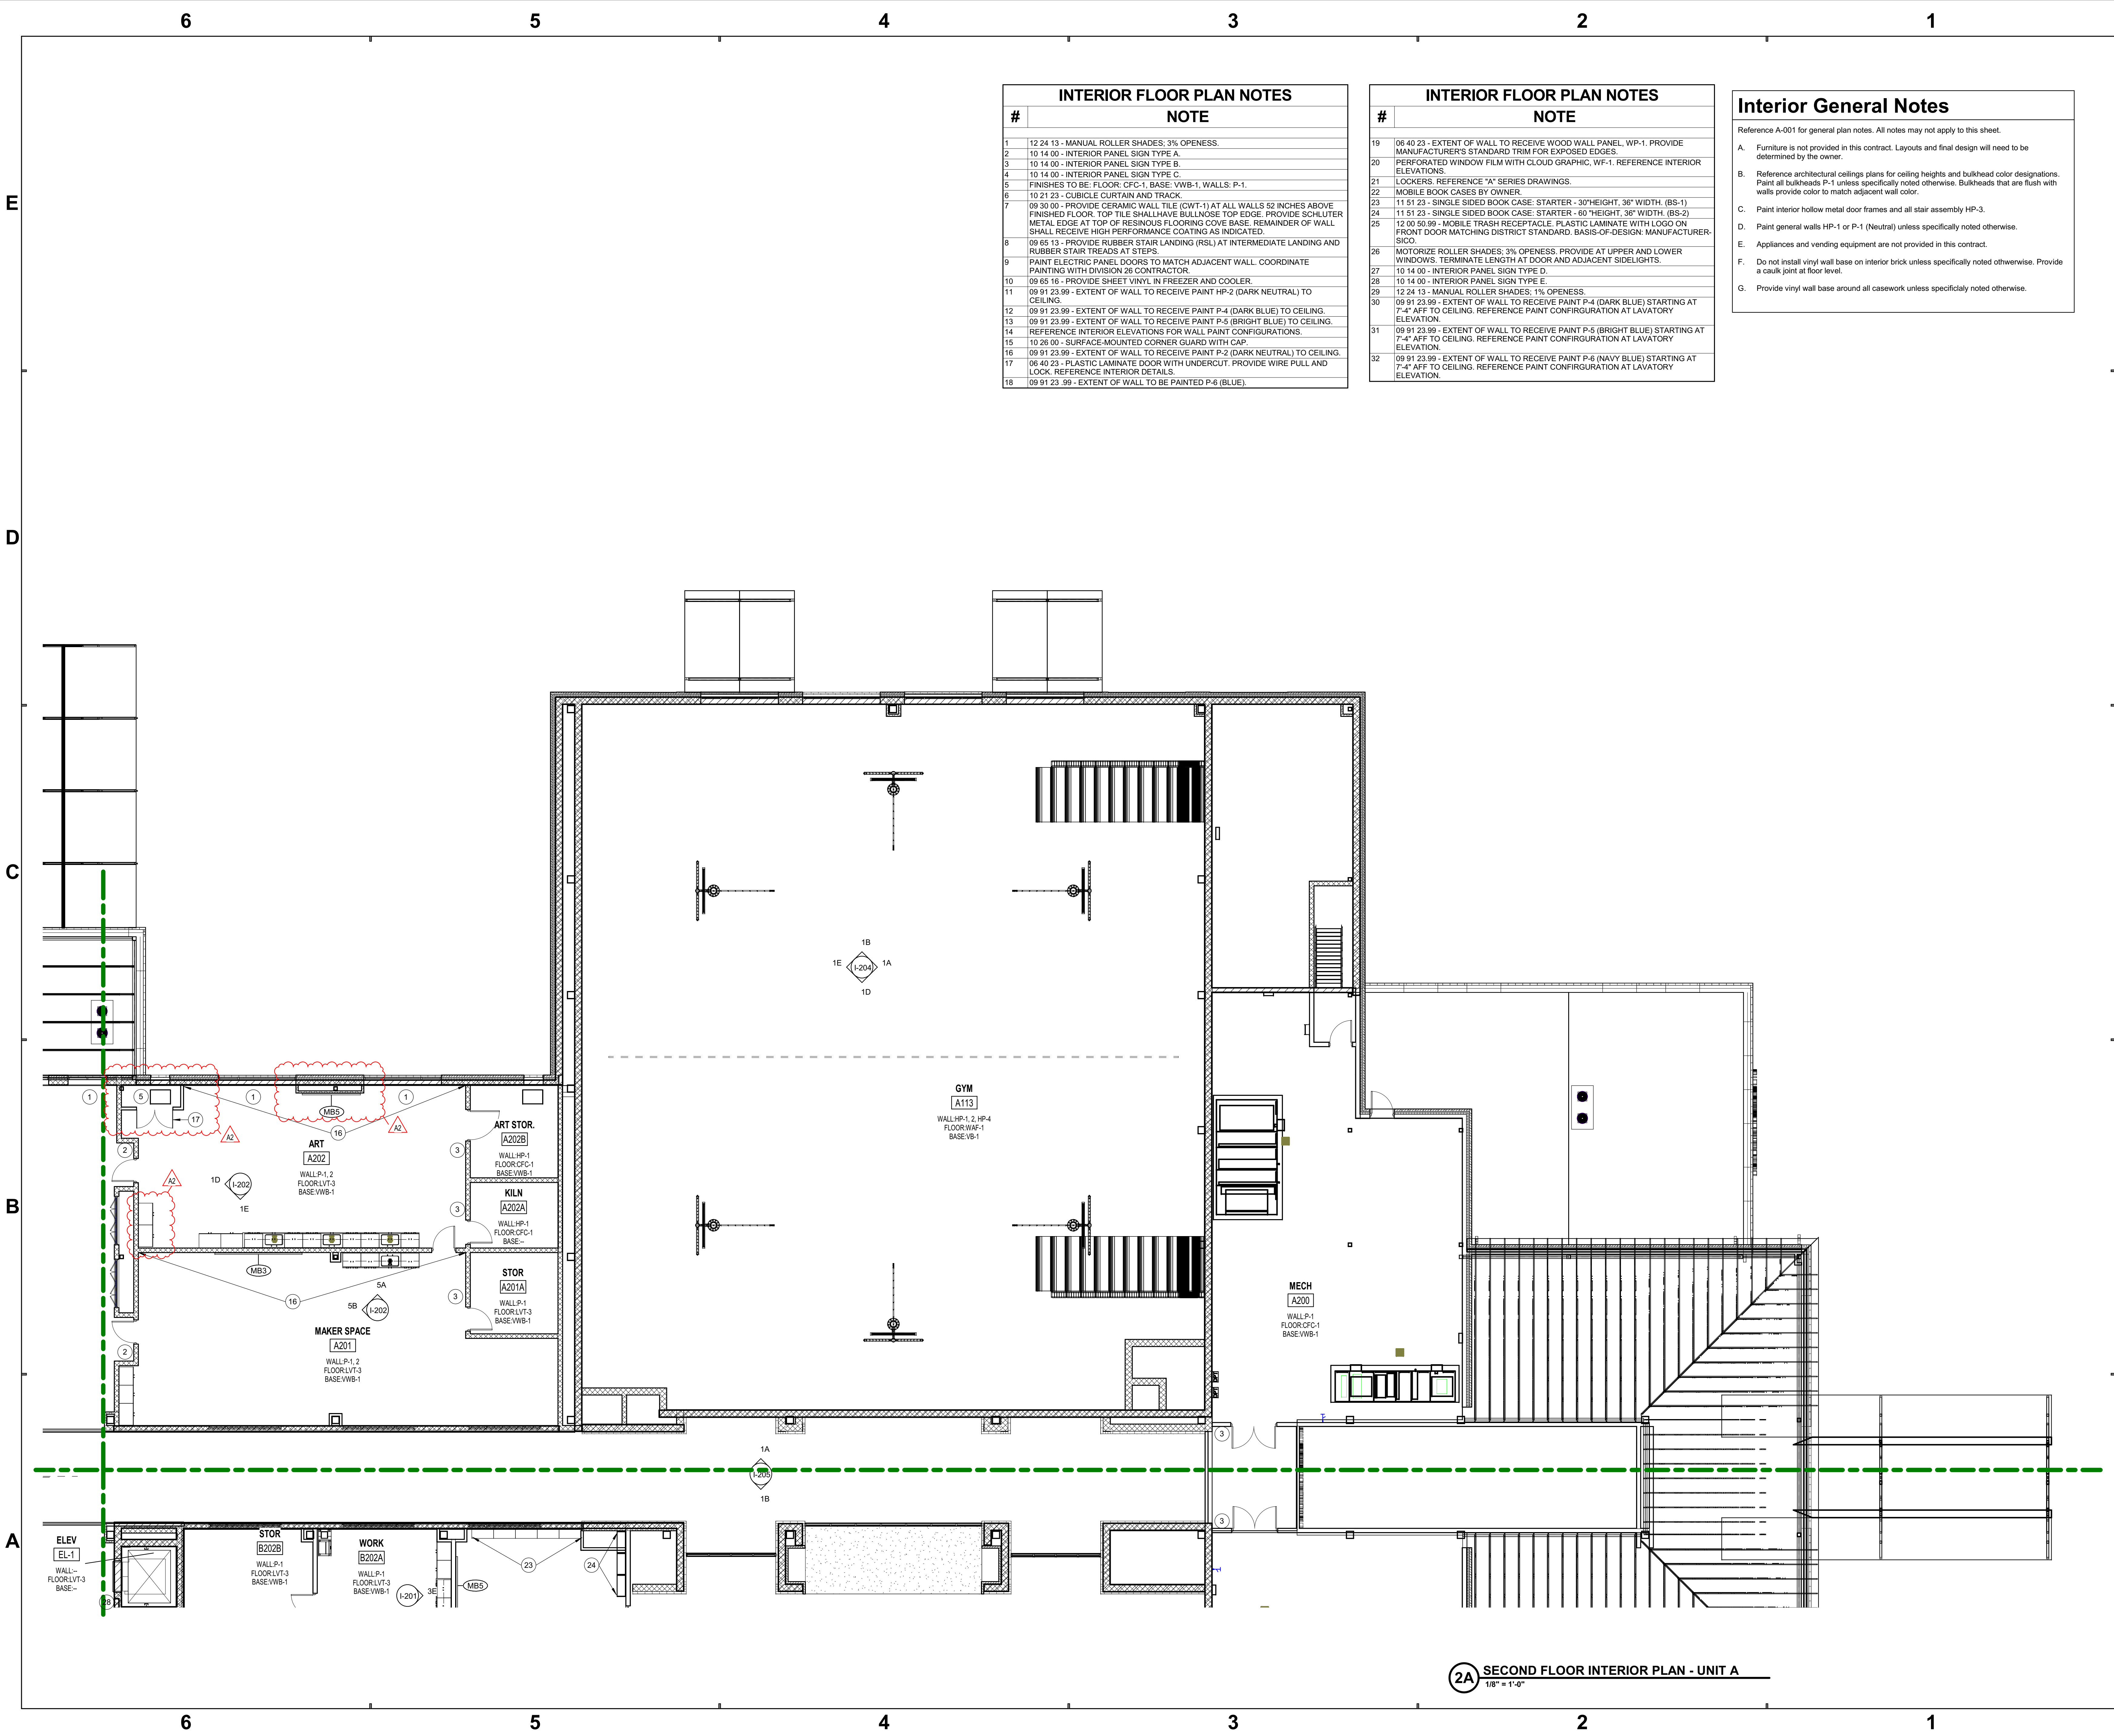 6 5 4 3 2 1
INTERIOR FLOOR PLAN NOTES
# NOTE
1 12 24 13 - MANUAL ROLLER SHADES; 3% OPENESS.
2 10 14 00 - INTERIOR PANEL SIGN TYPE A.
3 10 14 00 - INTERIOR PANEL SIGN TYPE B.
4 10 14 00 - INTERIOR PANEL SIGN TYPE C.
5 FINISHES TO BE: FLOOR: CFC-1, BASE: VWB-1, WALLS: P-1.
6 10 21 23 - CUBICLE CURTAIN AND TRACK.
7 09 30 00 - PROVIDE CERAMIC WALL TILE (CWT-1) AT ALL WALLS 52 INCHES ABOVE
FINISHED FLOOR. TOP TILE SHALLHAVE BULLNOSE TOP EDGE. PROVIDE SCHLUTER
METAL EDGE AT TOP OF RESINOUS FLOORING COVE BASE. REMAINDER OF WALL
SHALL RECEIVE HIGH PERFORMANCE COATING AS INDICATED.
8 09 65 13 - PROVIDE RUBBER STAIR LANDING (RSL) AT INTERMEDIATE LANDING AND
RUBBER STAIR TREADS AT STEPS.
9 PAINT ELECTRIC PANEL DOORS TO MATCH ADJACENT WALL. COORDINATE
PAINTING WITH DIVISION 26 CONTRACTOR.
10 09 65 16 - PROVIDE SHEET VINYL IN FREEZER AND COOLER.
11 09 91 23.99 - EXTENT OF WALL TO RECEIVE PAINT HP-2 (DARK NEUTRAL) TO
CEILING.
12 09 91 23.99 - EXTENT OF WALL TO RECEIVE PAINT P-4 (DARK BLUE) TO CEILING.
13 09 91 23.99 - EXTENT OF WALL TO RECEIVE PAINT P-5 (BRIGHT BLUE) TO CEILING.
14 REFERENCE INTERIOR ELEVATIONS FOR WALL PAINT CONFIGURATIONS.
15 10 26 00 - SURFACE-MOUNTED CORNER GUARD WITH CAP.
16 09 91 23.99 - EXTENT OF WALL TO RECEIVE PAINT P-2 (DARK NEUTRAL) TO CEILING.
17 06 40 23 - PLASTIC LAMINATE DOOR WITH UNDERCUT. PROVIDE WIRE PULL AND
LOCK. REFERENCE INTERIOR DETAILS.
18 09 91 23 .99 - EXTENT OF WALL TO BE PAINTED P-6 (BLUE).
INTERIOR FLOOR PLAN NOTES
# NOTE
19 06 40 23 - EXTENT OF WALL TO RECEIVE WOOD WALL PANEL, WP-1. PROVIDE
MANUFACTURER'S STANDARD TRIM FOR EXPOSED EDGES.
20 PERFORATED WINDOW FILM WITH CLOUD GRAPHIC, WF-1. REFERENCE INTERIOR
ELEVATIONS.
21 LOCKERS. REFERENCE "A" SERIES DRAWINGS.
22 MOBILE BOOK CASES BY OWNER.
23 11 51 23 - SINGLE SIDED BOOK CASE: STARTER - 30"HEIGHT, 36" WIDTH. (BS-1)
24 11 51 23 - SINGLE SIDED BOOK CASE: STARTER - 60 "HEIGHT, 36" WIDTH. (BS-2)
25 12 00 50.99 - MOBILE TRASH RECEPTACLE. PLASTIC LAMINATE WITH LOGO ON
FRONT DOOR MATCHING DISTRICT STANDARD. BASIS-OF-DESIGN: MANUFACTURER-
SICO.
26 MOTORIZE ROLLER SHADES; 3% OPENESS. PROVIDE AT UPPER AND LOWER
WINDOWS. TERMINATE LENGTH AT DOOR AND ADJACENT SIDELIGHTS.
27 10 14 00 - INTERIOR PANEL SIGN TYPE D.
28 10 14 00 - INTERIOR PANEL SIGN TYPE E.
29 12 24 13 - MANUAL ROLLER SHADES; 1% OPENESS.
30 09 91 23.99 - EXTENT OF WALL TO RECEIVE PAINT P-4 (DARK BLUE) STARTING AT
7'-4" AFF TO CEILING. REFERENCE PAINT CONFIRGURATION AT LAVATORY
ELEVATION.
31 09 91 23.99 - EXTENT OF WALL TO RECEIVE PAINT P-5 (BRIGHT BLUE) STARTING AT
7'-4" AFF TO CEILING. REFERENCE PAINT CONFIRGURATION AT LAVATORY
ELEVATION.
32 09 91 23.99 - EXTENT OF WALL TO RECEIVE PAINT P-6 (NAVY BLUE) STARTING AT
7'-4" AFF TO CEILING. REFERENCE PAINT CONFIRGURATION AT LAVATORY
ELEVATION.
Interior General Notes
Reference A-001 for general plan notes. All notes may not apply to this sheet.
A. Furniture is not provided in this contract. Layouts and final design will need to be
determined by the owner.
B. Reference architectural ceilings plans for ceiling heights and bulkhead color designations.
Paint all bulkheads P-1 unless specifically noted otherwise. Bulkheads that are flush with
walls provide color to match adjacent wall color.
C. Paint interior hollow metal door frames and all stair assembly HP-3.
D. Paint general walls HP-1 or P-1 (Neutral) unless specifically noted otherwise.
E. Appliances and vending equipment are not provided in this contract.
F. Do not install vinyl wall base on interior brick unless specifically noted othwerwise. Provide
a caulk joint at floor level.
G. Provide vinyl wall base around all casework unless specificlaly noted otherwise.
E
D
C
B
A
1B
1E I-204 1A
1D
GYM
A113
WALL:HP-1, 2, HP-4
FLOOR:WAF-1
BASE:VB-1
1 5 1 1
MB5
17
16
A2
A2
ART
A202
WALL:P-1, 2
FLOOR:LVT-3
BASE:VWB-1
ART STOR.
A202B
WALL:HP-1
FLOOR:CFC-1
BASE:VWB-1
2
3
A2
1D I-202
1E
KILN
A202A
WALL:HP-1
FLOOR:CFC-1
BASE:--
3
MB3
16
5A
5B I-202
STOR
A201A
WALL:P-1
FLOOR:LVT-3
BASE:VWB-1
3
MAKER SPACE
A201
WALL:P-1, 2
FLOOR:LVT-3
BASE:VWB-1
2
MECH
A200
WALL:P-1
FLOOR:CFC-1
BASE:VWB-1
3
1A
I-205
1B
3
ELEV
EL-1
WALL:--
FLOOR:LVT-3
BASE:--
28
STOR
B202B
WALL:P-1
FLOOR:LVT-3
BASE:VWB-1
WORK
B202A
WALL:P-1
FLOOR:LVT-3
BASE:VWB-1
I-201 3E
MB5
23
24
2A SECOND FLOOR INTERIOR PLAN - UNIT A
1/8" = 1'-0"
6 5 4 3 2 1